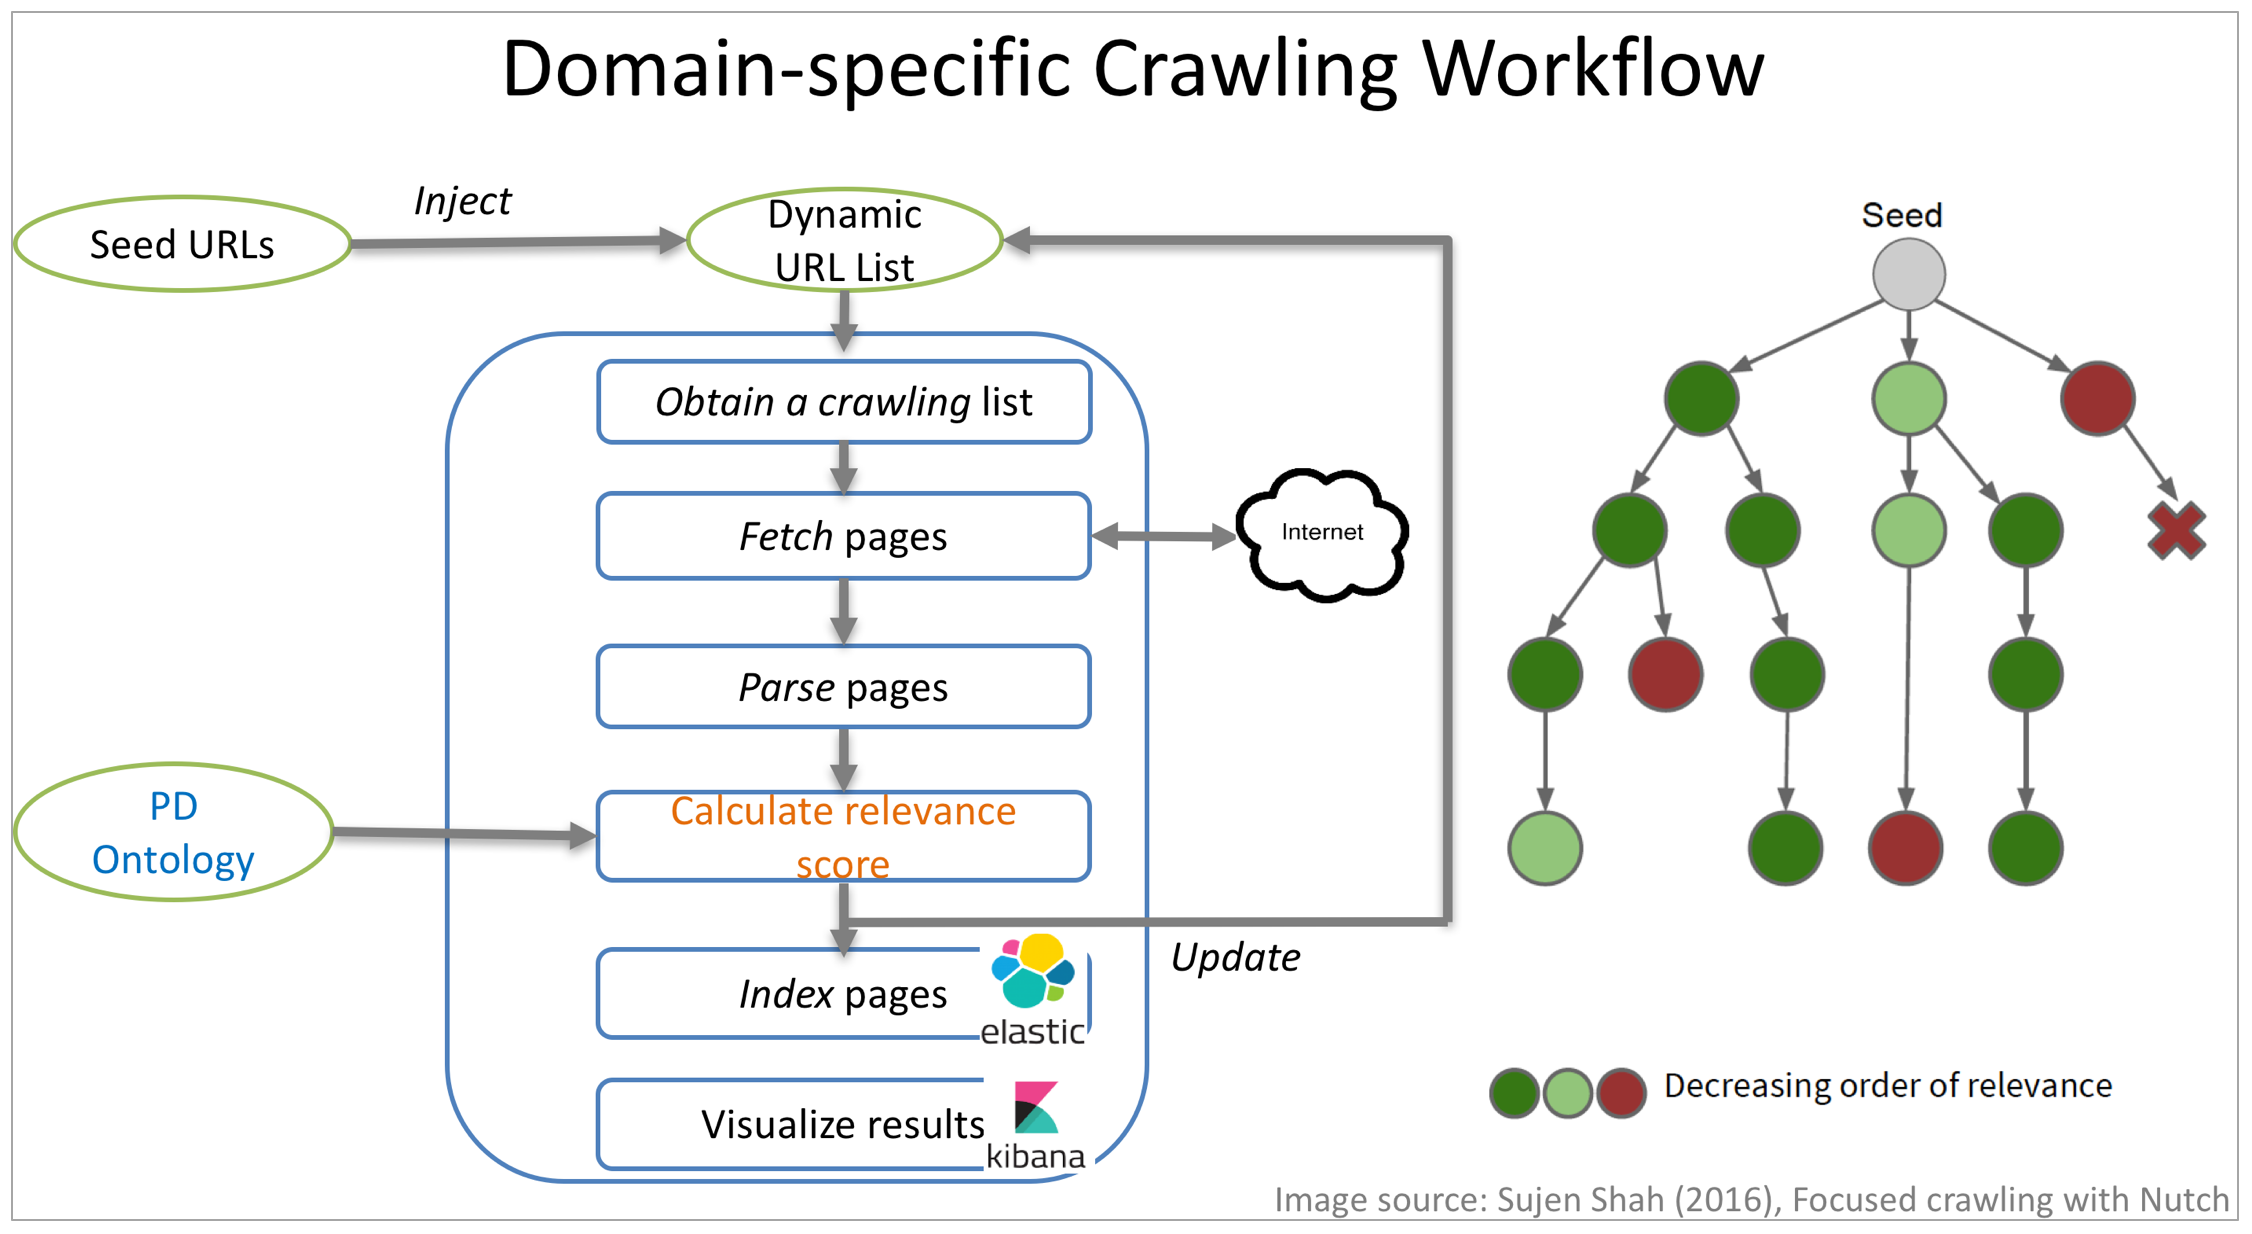 Domain-specific Crawling Workflow
Seed URLs
Inject
Dynamic
URL List
Obtain a crawling list
Fetch pages
Internet
Parse pages
PD
Ontology
Calculate relevance
score
Update
Index pages
elastic
Visualize results
kibana
Seed
Decreasing order of relevance
Image source: Sujen Shah (2016), Focused crawling with Nutch